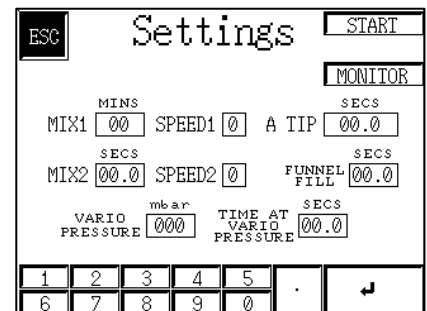 ESC Settings START
MONITOR
MINS SECS
MIX1 00 SPEED1 0 A TIP 00.0
SECS SECS
MIX2 00.0 SPEED2 0 FUNNEL FILL 00.0
mbar SECS
VARIO PRESSURE 000 TIME AT VARIO PRESSURE 00.0
1 2 3 4 5 . ↵
6 7 8 9 0